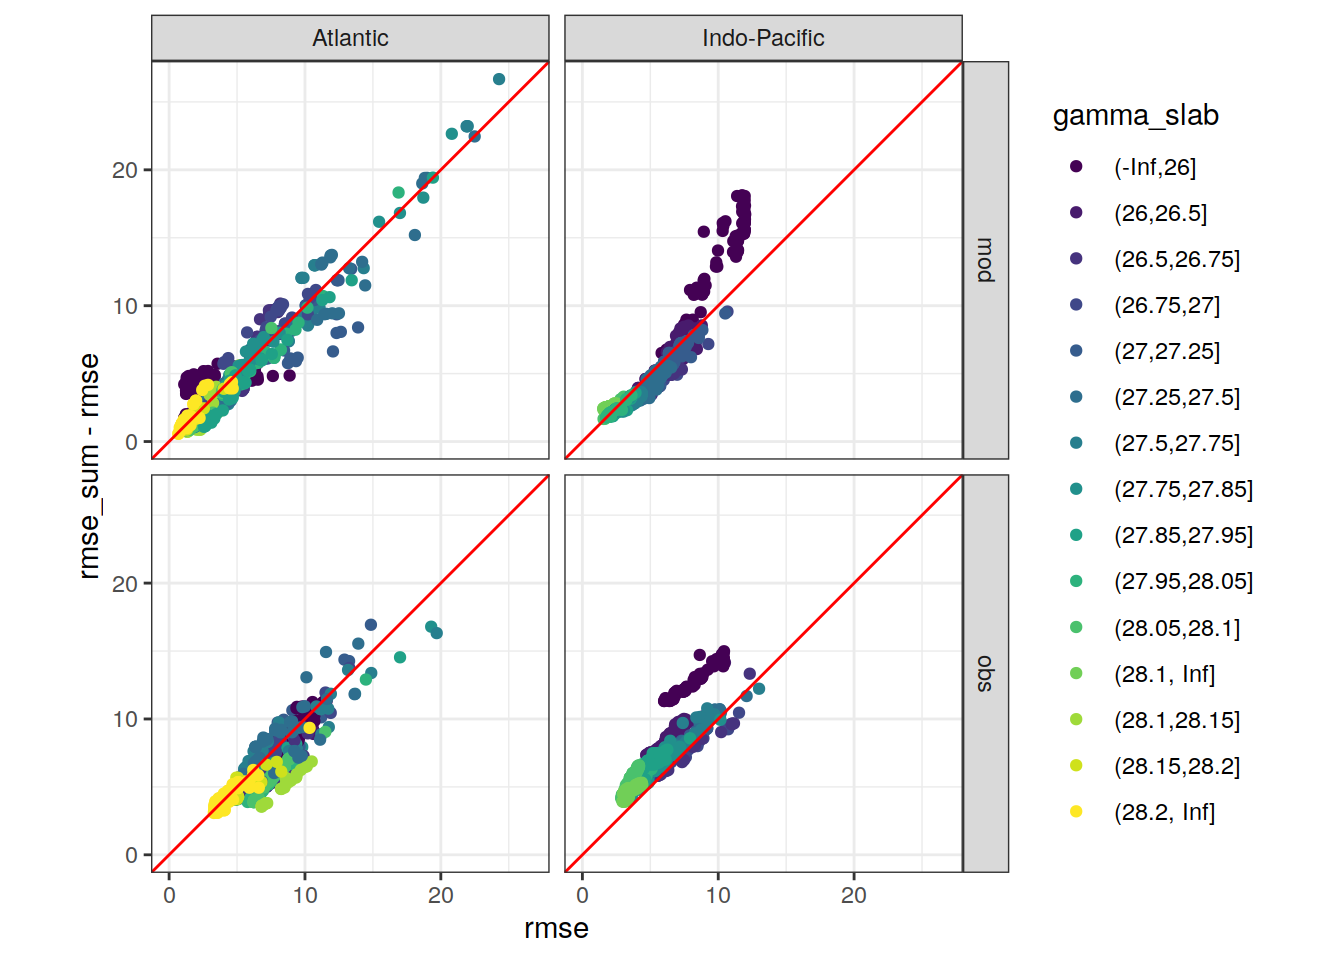 Atlantic
Indo-Pacific
mod
obs
20
10
0
20
10
0
rmse_sum - rmse
0
10
20
0
10
20
rmse
gamma_slab
(-Inf,26]
(26,26.5]
(26.5,26.75]
(26.75,27]
(27,27.25]
(27.25,27.5]
(27.5,27.75]
(27.75,27.85]
(27.85,27.95]
(27.95,28.05]
(28.05,28.1]
(28.1, Inf]
(28.1,28.15]
(28.15,28.2]
(28.2, Inf]